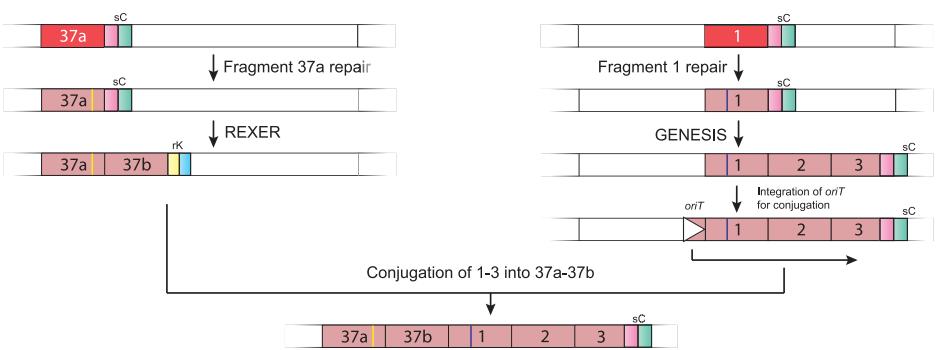 sC
37a
Fragment 37a repair
sC
37a
REXER
rK
37a 37b
sC
1
Fragment 1 repair
sC
1
GENESIS
sC
1 2 3
Integration of oriT
for conjugation
oriT
sC
1 2 3
Conjugation of 1-3 into 37a-37b
sC
37a 37b 1 2 3